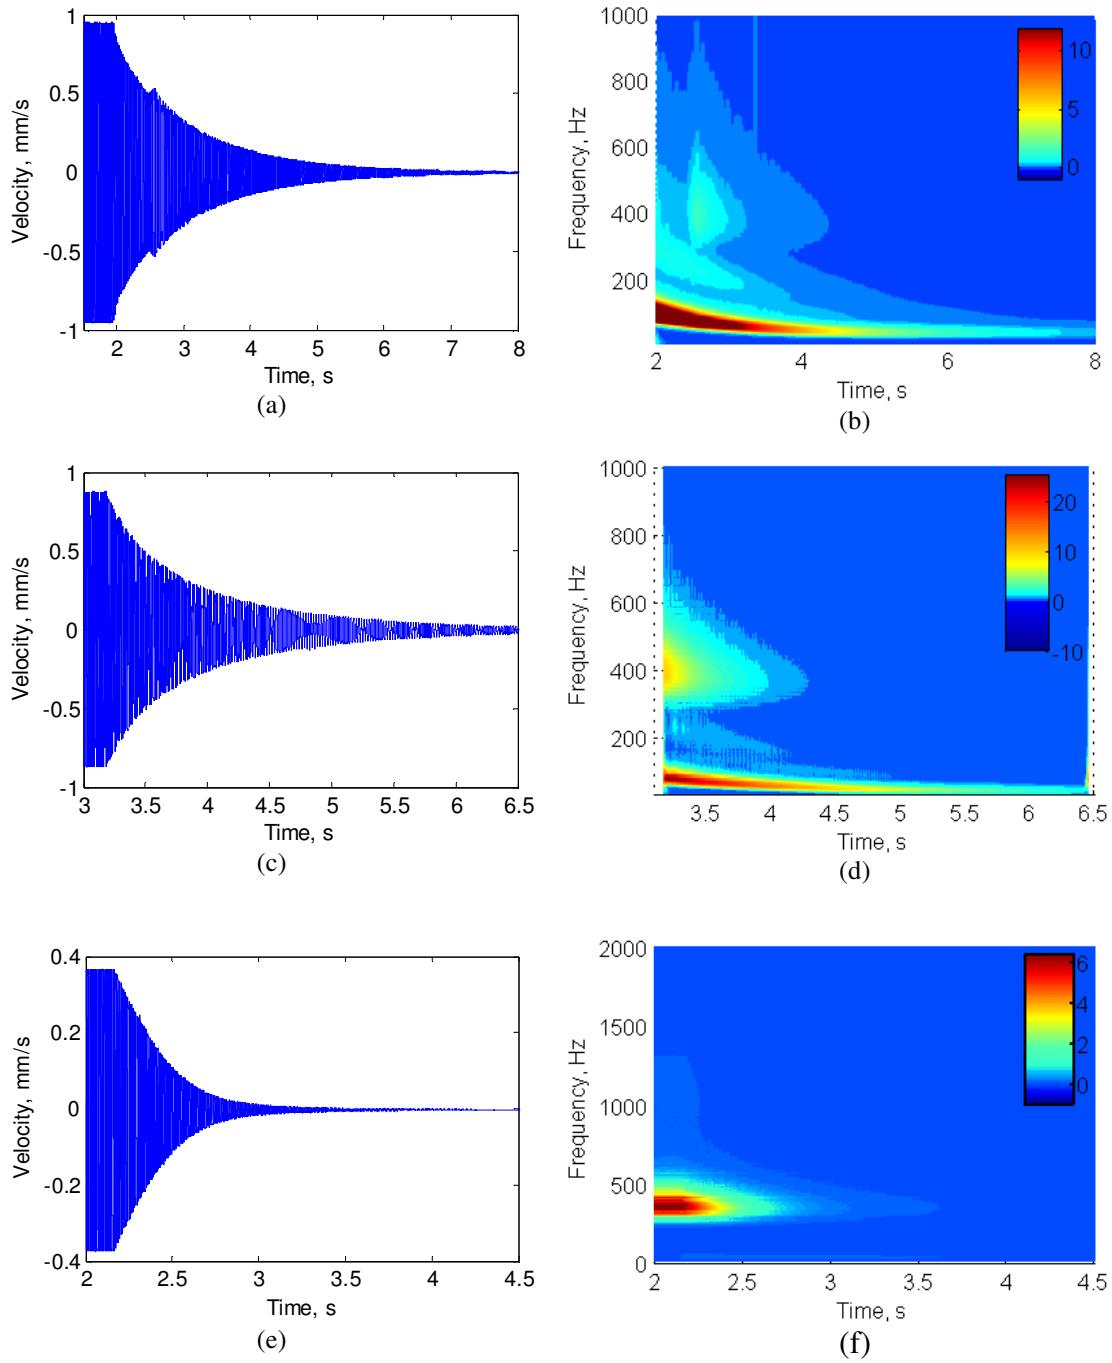 1
0.5
0
-0.5
-1
Velocity, mm/s
2 3 4 5 6 7 8
Time, s
(a)
1000
800
600
400
200
Frequency, Hz
10
5
0
2 4 6 8
Time, s
(b)
1
0.5
0
-0.5
-1
Velocity, mm/s
3 3.5 4 4.5 5 5.5 6 6.5
Time, s
(c)
1000
800
600
400
200
Frequency, Hz
20
10
0
-10
3.5 4 4.5 5 5.5 6 6.5
Time, s
(d)
0.4
0.2
0
-0.2
-0.4
Velocity, mm/s
2 2.5 3 3.5 4 4.5
Time, s
(e)
2000
1500
1000
500
0
Frequency, Hz
6
4
2
0
2 2.5 3 3.5 4 4.5
Time, s
(f)